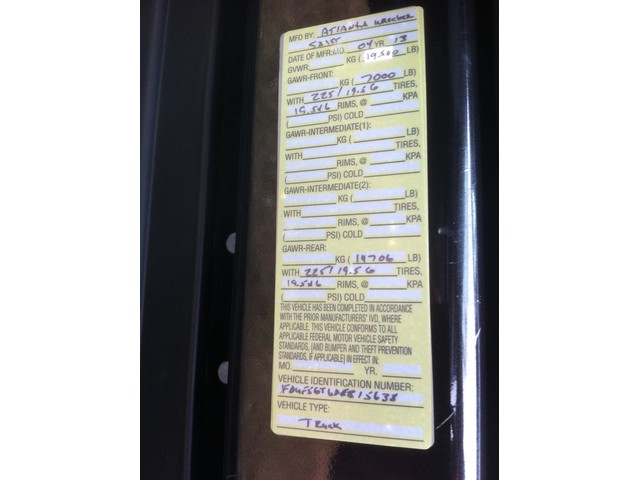 MFD BY: Atlanta Wrecker
Sales
DATE OF MFR: MO 04 YR 13
GVWR: KG ( 19500 LB)
GAWR-FRONT:
KG ( 7000 LB)
WITH 225/19.5G TIRES,
19.5x6 RIMS, @ KPA
( PSI) COLD
GAWR-INTERMEDIATE(1):
KG ( LB)
WITH TIRES,
RIMS, @ KPA
( PSI) COLD
GAWR-INTERMEDIATE(2):
KG ( LB)
WITH TIRES,
RIMS, @ KPA
( PSI) COLD
GAWR-REAR:
KG ( 14706 LB)
WITH 225/19.5G TIRES,
19.5x6 RIMS, @ KPA
( PSI) COLD
THIS VEHICLE HAS BEEN COMPLETED IN ACCORDANCE
WITH THE PRIOR MANUFACTURERS' IVD, WHERE
APPLICABLE. THIS VEHICLE CONFORMS TO ALL
APPLICABLE FEDERAL MOTOR VEHICLE SAFETY
STANDARDS, (AND BUMPER AND THEFT PREVENTION
STANDARDS, IF APPLICABLE) IN EFFECT IN:
MO. YR.
VEHICLE IDENTIFICATION NUMBER:
VEHICLE TYPE:
Truck